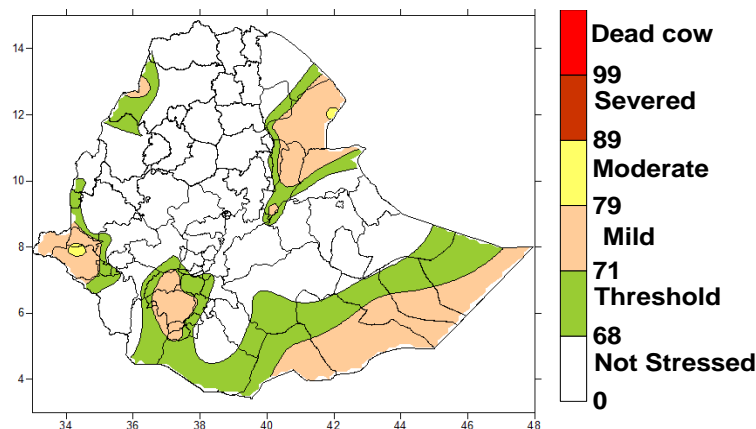 14
12
10
8
6
4
34 36 38 40 42 44 46 48
Dead cow
99
Severed
89
Moderate
79
Mild
71
Threshold
68
Not Stressed
0